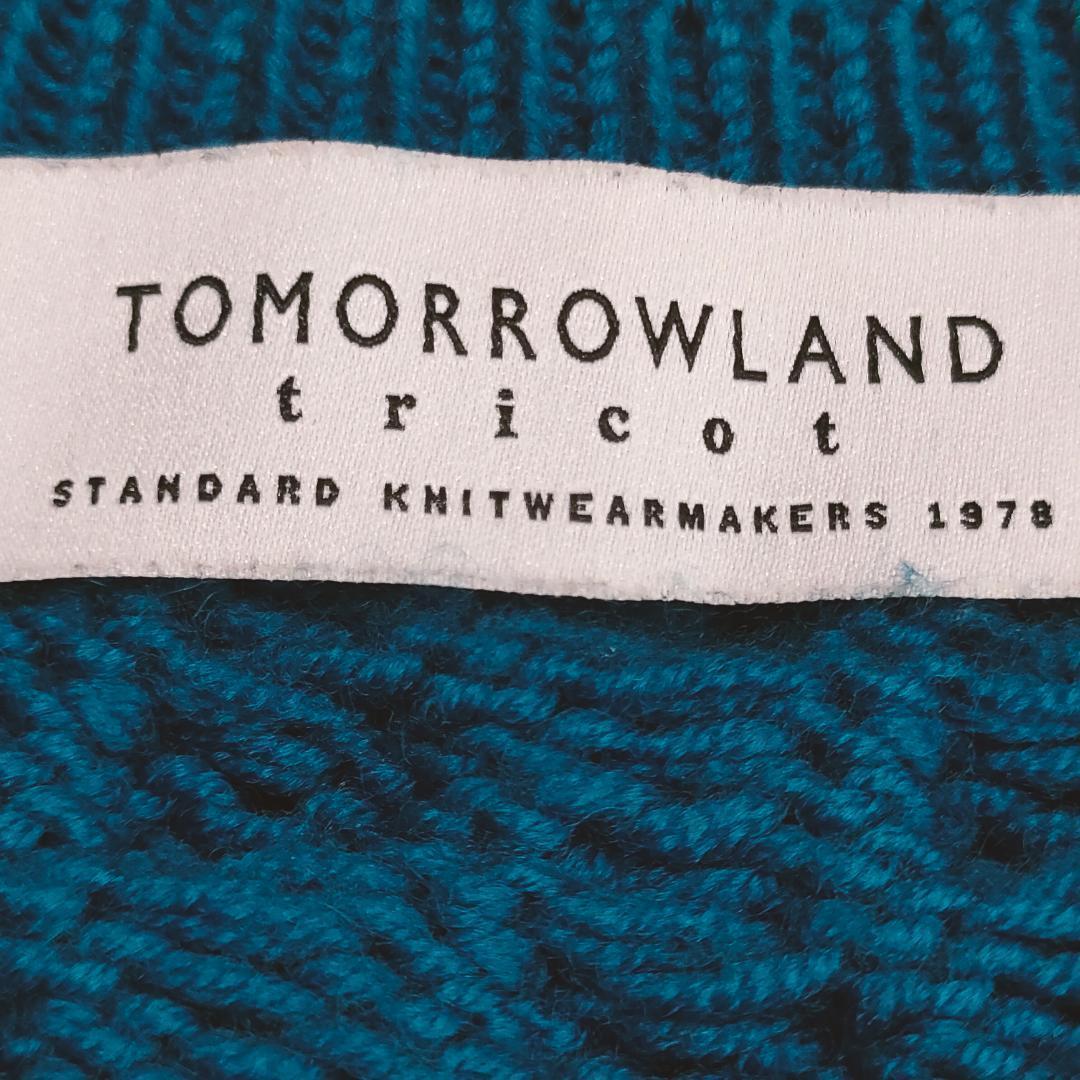 TOMORROWLAND
tricot
STANDARD KNITWEARMAKERS 1978